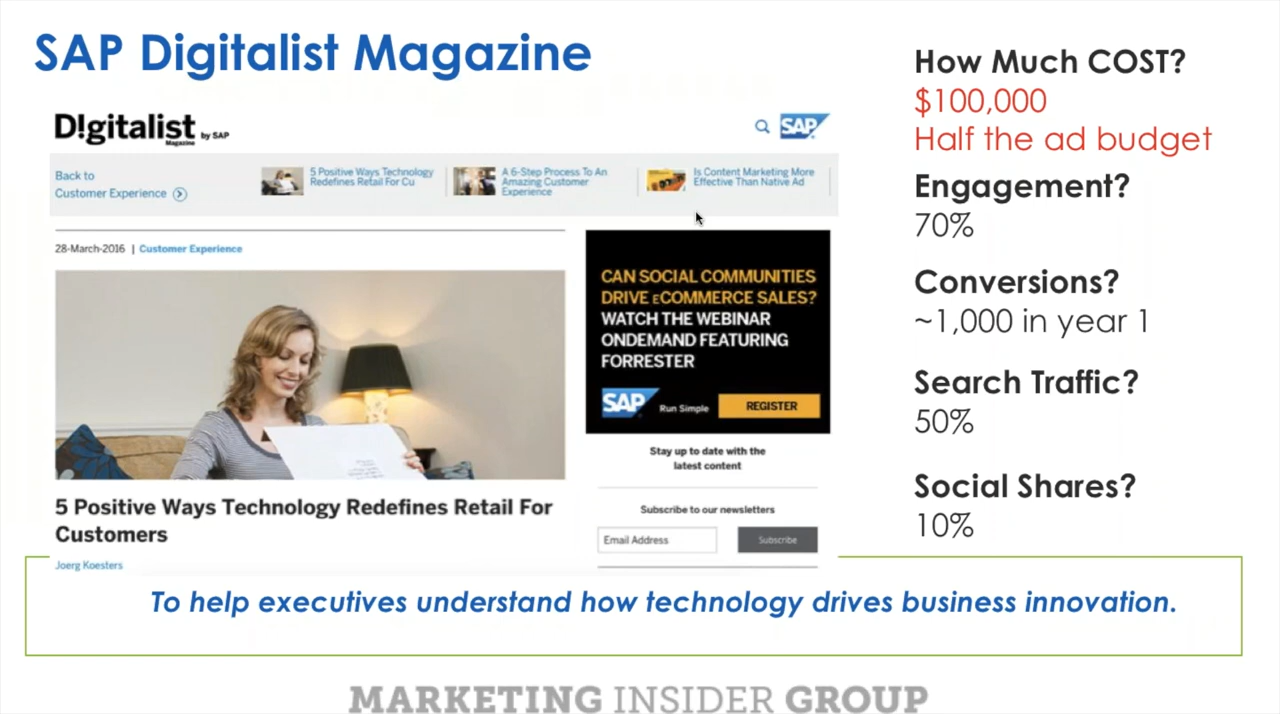 SAP Digitalist Magazine
D!gitalist by SAP
Magazine
SAP
Back to
Customer Experience
5 Positive Ways Technology
Redefines Retail For Cu
A 6-Step Process To An
Amazing Customer
Experience
Is Content Marketing More
Effective Than Native Ad
28-March-2016 | Customer Experience
5 Positive Ways Technology Redefines Retail For
Customers
Joerg Koesters
CAN SOCIAL COMMUNITIES
DRIVE eCOMMERCE SALES?
WATCH THE WEBINAR
ONDEMAND FEATURING
FORRESTER
SAP Run Simple REGISTER
Stay up to date with the
latest content
Subscribe to our newsletters
Email Address Subscribe
How Much COST?
$100,000
Half the ad budget
Engagement?
70%
Conversions?
~1,000 in year 1
Search Traffic?
50%
Social Shares?
10%
To help executives understand how technology drives business innovation.
MARKETING INSIDER GROUP